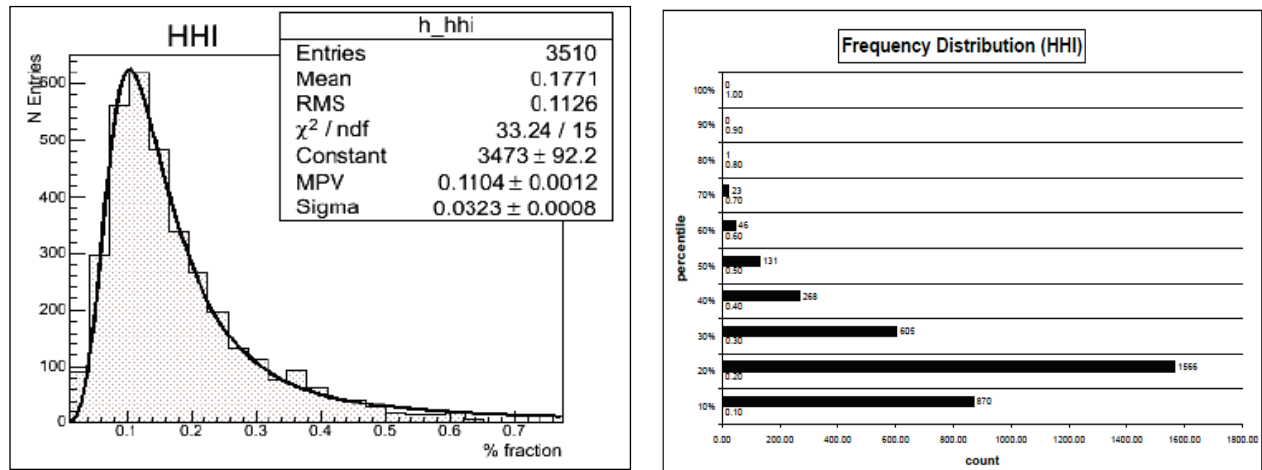 HHI
h_hhi
Entries 3510
Mean 0.1771
RMS 0.1126
χ² / ndf 33.24 / 15
Constant 3473 ± 92.2
MPV 0.1104 ± 0.0012
Sigma 0.0323 ± 0.0008
N Entries
600
500
400
300
200
100
0
0.1 0.2 0.3 0.4 0.5 0.6 0.7
% fraction
Frequency Distribution (HHI)
percentile
100% 0
1.00
90% 0
0.90
80% 1
0.80
70% 23
0.70
60% 46
0.60
50% 131
0.50
40% 268
0.40
30% 605
0.30
20% 1566
0.20
10% 870
0.10
0.00 200.00 400.00 600.00 800.00 1000.00 1200.00 1400.00 1600.00 1800.00
count